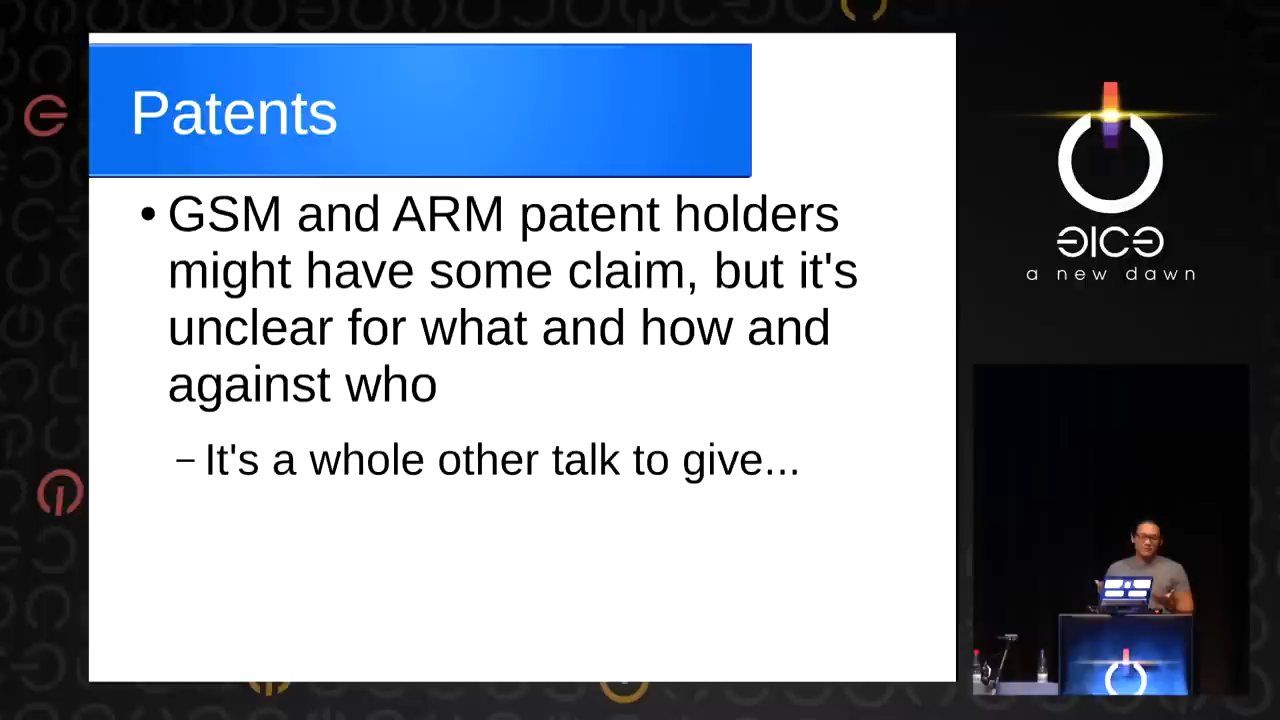 Patents
• GSM and ARM patent holders
might have some claim, but it's
unclear for what and how and
against who
– It's a whole other talk to give...
ƎICƎ
a new dawn